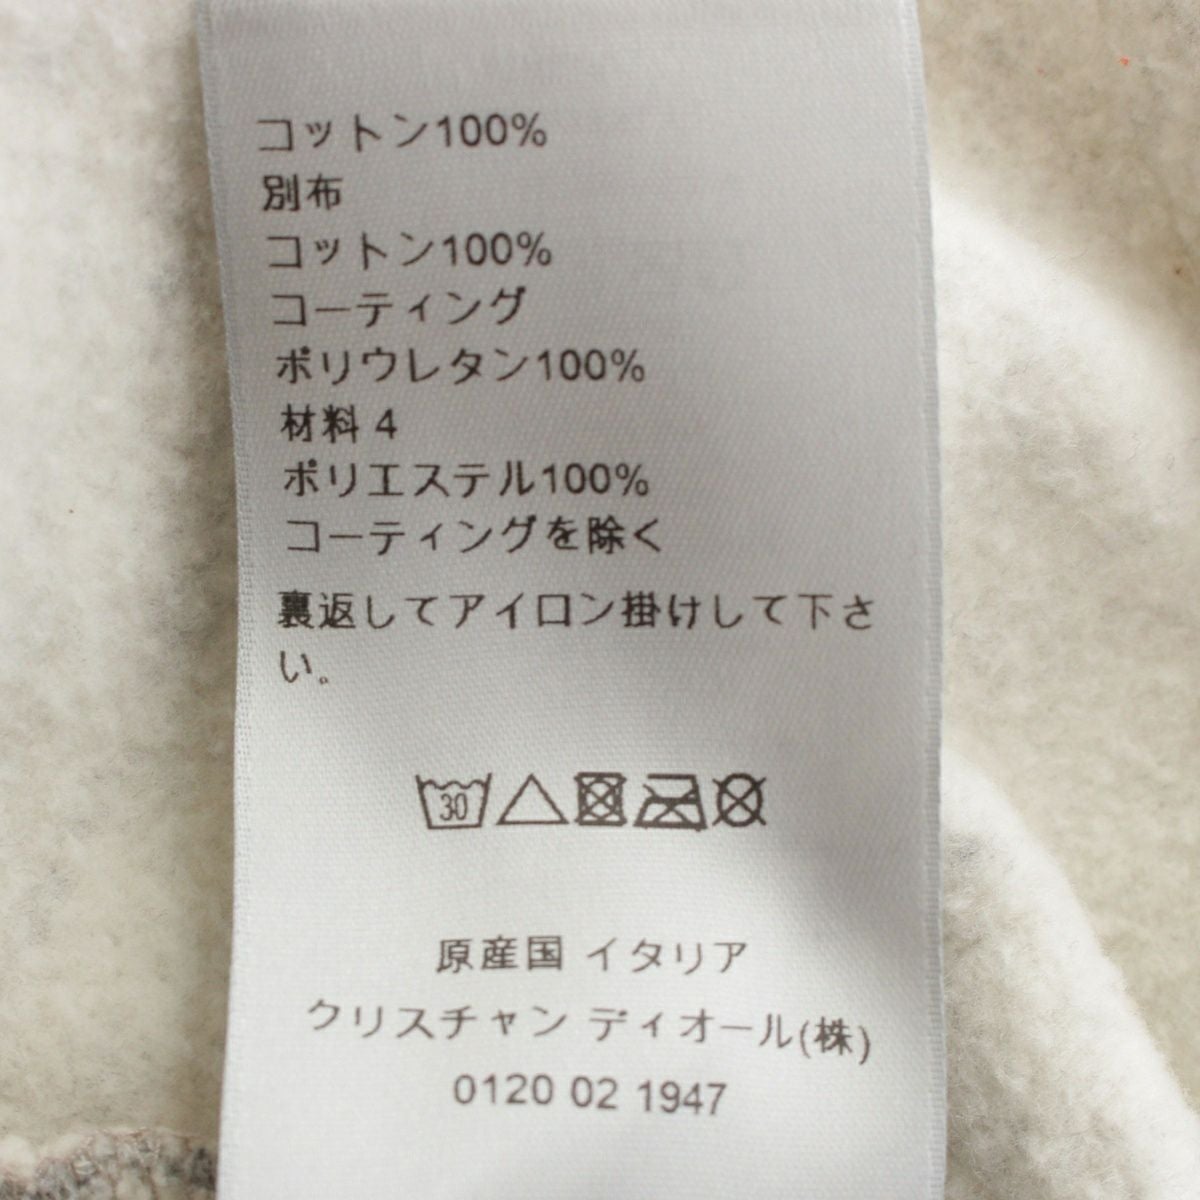 コットン100%
別布
コットン100%
コーティング
ポリウレタン100%
材料 4
ポリエステル100%
コーティングを除く
裏返してアイロン掛けして下さ
い。
30
原産国 イタリア
クリスチャン ディオール(株)
0120 02 1947